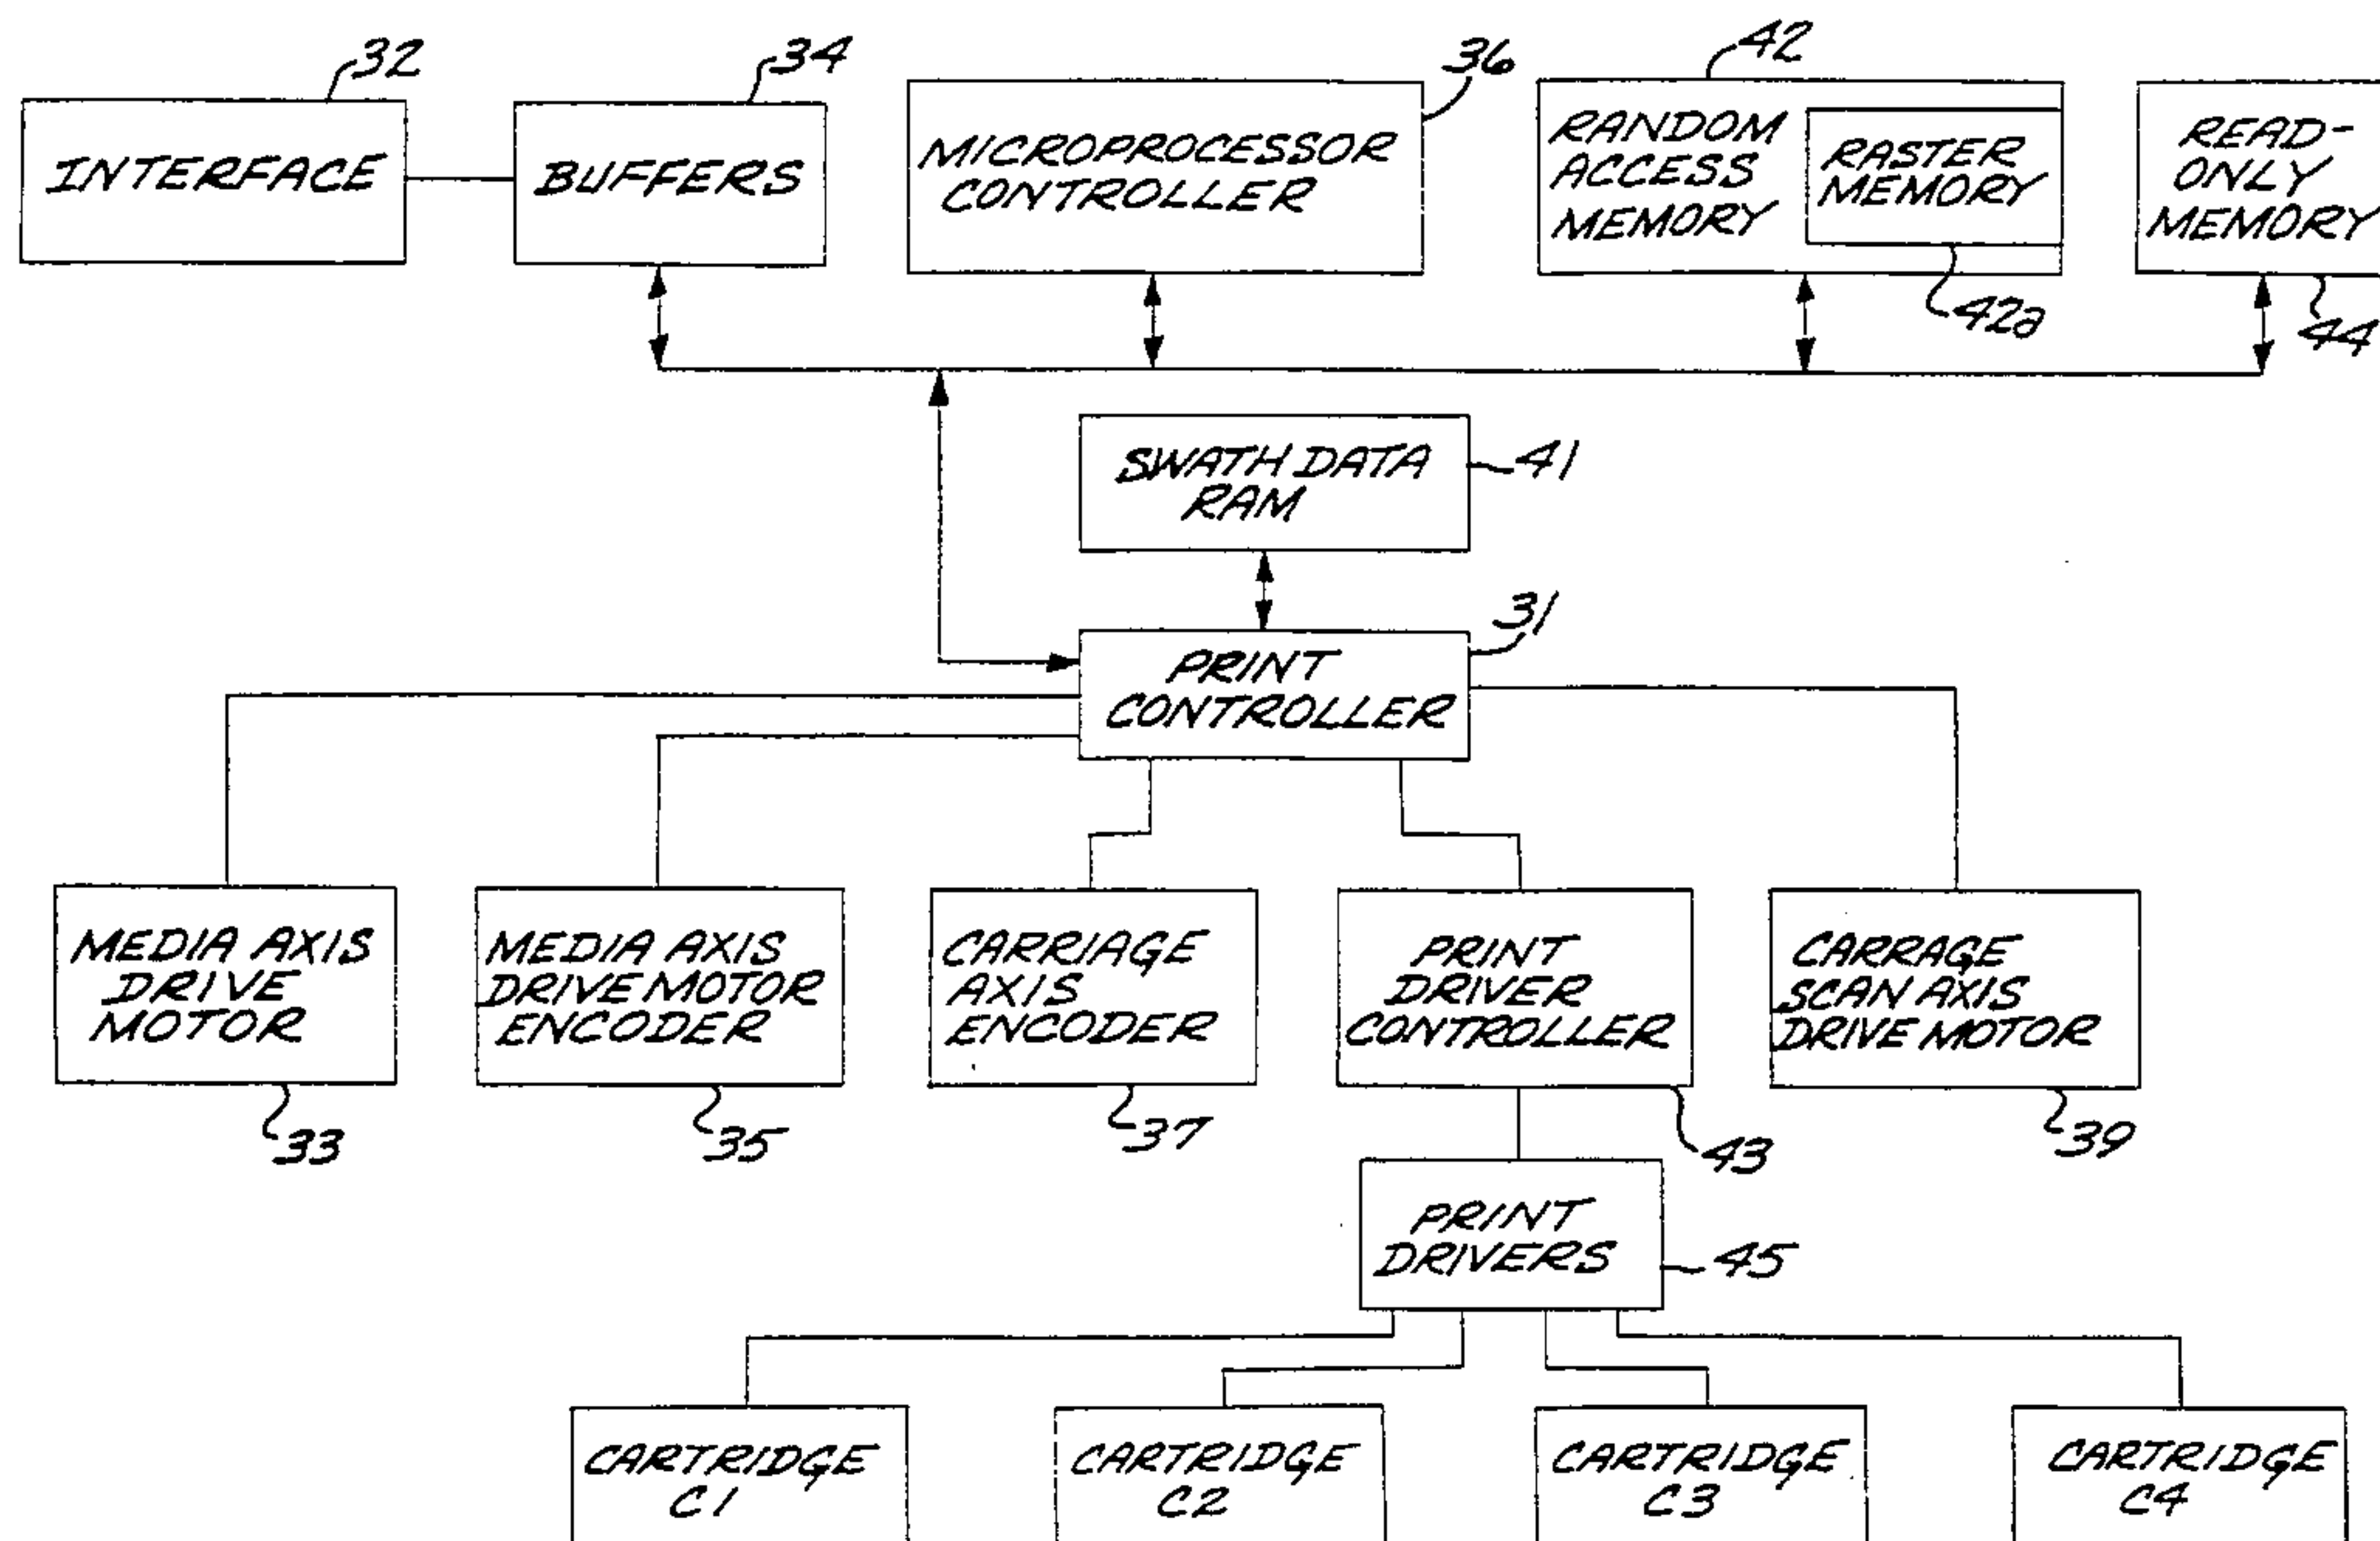 32
34
36
42
INTERFACE
BUFFERS
MICROPROCESSOR
CONTROLLER
RANDOM
ACCESS
MEMORY
RASTER
MEMORY
READ-
ONLY
MEMORY
42a
44
SWATH DATA
RAM
41
31
PRINT
CONTROLLER
MEDIA AXIS
DRIVE
MOTOR
MEDIA AXIS
DRIVE MOTOR
ENCODER
CARRIAGE
AXIS
ENCODER
PRINT
DRIVER
CONTROLLER
CARRAGE
SCAN AXIS
DRIVE MOTOR
33
35
37
43
39
PRINT
DRIVERS
45
CARTRIDGE
C1
CARTRIDGE
C2
CARTRIDGE
C3
CARTRIDGE
C4